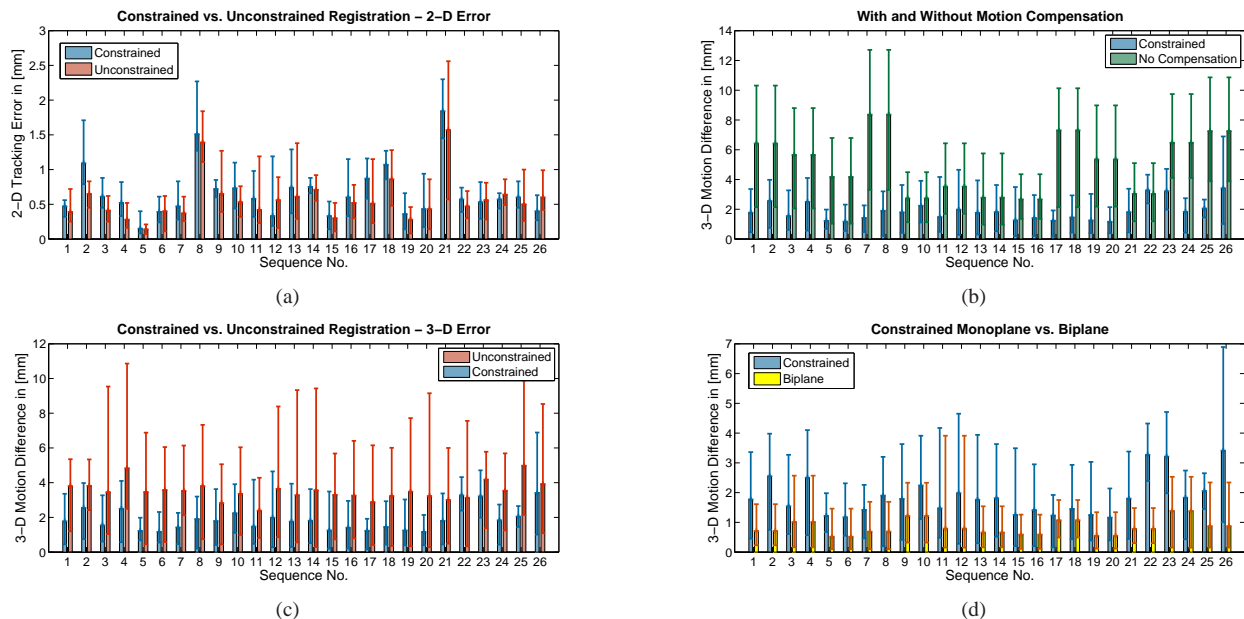 Constrained vs. Unconstrained Registration – 2–D Error
2–D Tracking Error in [mm]
3
2.5
2
1.5
1
0.5
0
Constrained
Unconstrained
1 2 3 4 5 6 7 8 9 10 11 12 13 14 15 16 17 18 19 20 21 22 23 24 25 26
Sequence No.
(a)
With and Without Motion Compensation
3–D Motion Difference in [mm]
14
12
10
8
6
4
2
0
Constrained
No Compensation
1 2 3 4 5 6 7 8 9 10 11 12 13 14 15 16 17 18 19 20 21 22 23 24 25 26
Sequence No.
(b)
Constrained vs. Unconstrained Registration – 3–D Error
3–D Motion Difference in [mm]
12
10
8
6
4
2
0
Unconstrained
Constrained
1 2 3 4 5 6 7 8 9 10 11 12 13 14 15 16 17 18 19 20 21 22 23 24 25 26
Sequence No.
(c)
Constrained Monoplane vs. Biplane
3–D Motion Difference in [mm]
7
6
5
4
3
2
1
0
Constrained
Biplane
1 2 3 4 5 6 7 8 9 10 11 12 13 14 15 16 17 18 19 20 21 22 23 24 25 26
Sequence No.
(d)